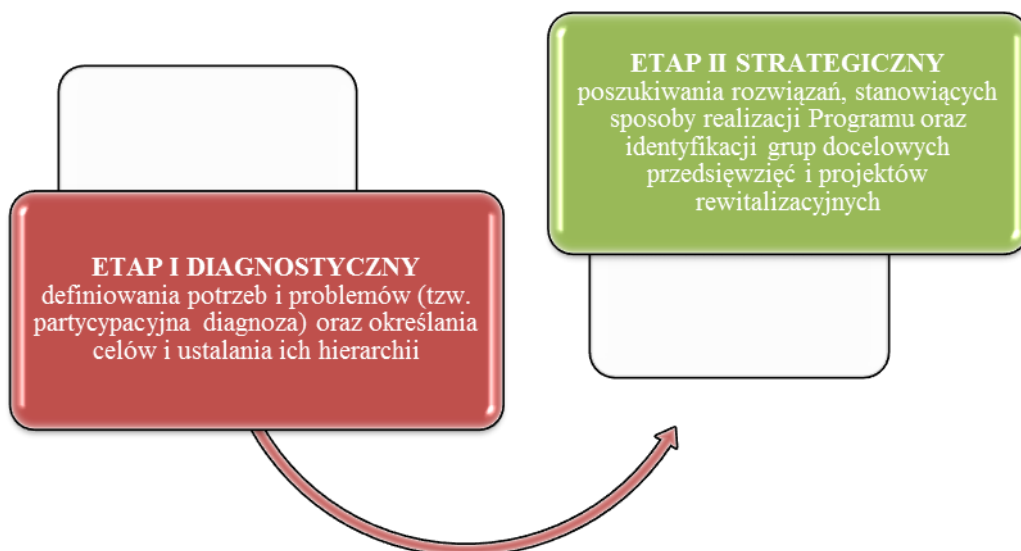 ETAP I DIAGNOSTYCZNY
definiowania potrzeb i problemów (tzw.
partycypacyjna diagnoza) oraz określania
celów i ustalania ich hierarchii
ETAP II STRATEGICZNY
poszukiwania rozwiązań, stanowiących
sposoby realizacji Programu oraz
identyfikacji grup docelowych
przedsięwzięć i projektów
rewitalizacyjnych